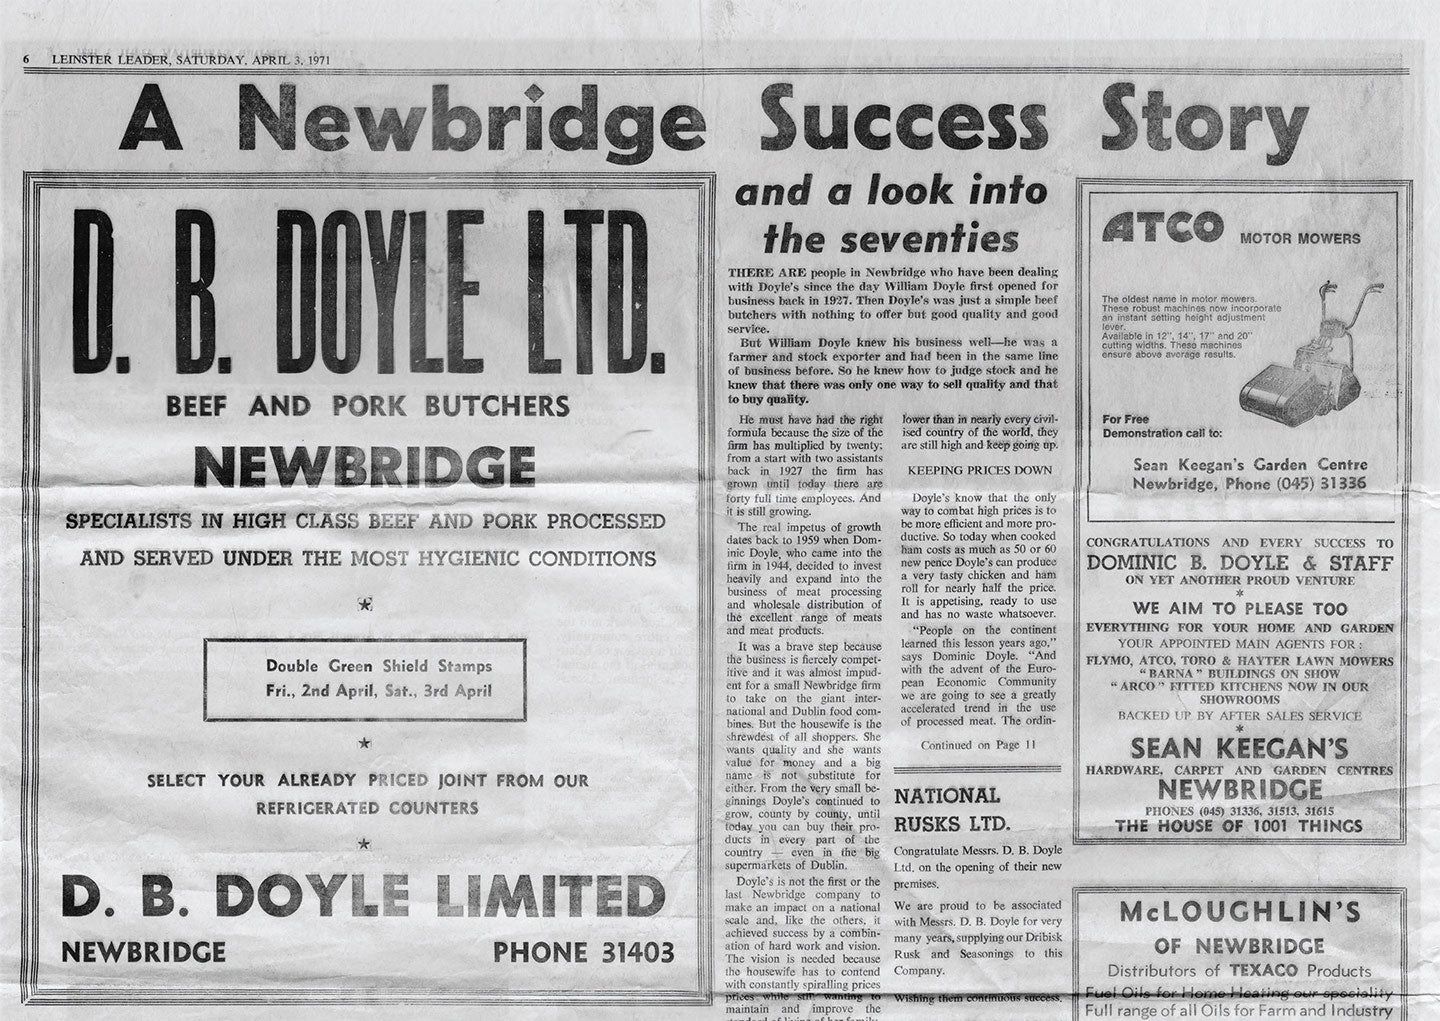 6 LEINSTER LEADER, SATURDAY, APRIL 3, 1971
A Newbridge Success Story
D. B. DOYLE LTD.
BEEF AND PORK BUTCHERS
NEWBRIDGE
SPECIALISTS IN HIGH CLASS BEEF AND PORK PROCESSED
AND SERVED UNDER THE MOST HYGIENIC CONDITIONS
Double Green Shield Stamps
Fri., 2nd April, Sat., 3rd April
SELECT YOUR ALREADY PRICED JOINT FROM OUR
REFRIGERATED COUNTERS
D. B. DOYLE LIMITED
NEWBRIDGE PHONE 31403
and a look into
the seventies
THERE ARE people in Newbridge who have been dealing
with Doyle's since the day William Doyle first opened for
business back in 1927. Then Doyle's was just a simple beef
butchers with nothing to offer but good quality and good
service.
But William Doyle knew his business well—he was a
farmer and stock exporter and had been in the same line
of business before. So he knew how to judge stock and he
knew that there was only one way to sell quality and that
to buy quality.
He must have had the right
formula because the size of the
firm has multiplied by twenty;
from a start with two assistants
back in 1927 the firm has
grown until today there are
forty full time employees. And
it is still growing.
The real impetus of growth
dates back to 1959 when Dom-
inic Doyle, who came into the
firm in 1944, decided to invest
heavily and expand into the
business of meat processing
and wholesale distribution of
the excellent range of meats
and meat products.
It was a brave step because
the business is fiercely compet-
itive and it was almost impud-
ent for a small Newbridge firm
to take on the giant inter-
national and Dublin food com-
bines. But the housewife is the
shrewdest of all shoppers. She
wants quality and she wants
value for money and a big
name is not substitute for
either. From the very small be-
ginnings Doyle's continued to
grow, county by county, until
today you can buy their pro-
ducts in every part of the
country — even in the big
supermarkets of Dublin.
Doyle's is not the first or the
last Newbridge company to
make an impact on a national
scale and, like the others, it
achieved success by a combin-
ation of hard work and vision.
The vision is needed because
the housewife has to contend
with constantly spiralling prices
prices while still wanting to
maintain and improve the
standard of living of her family.
lower than in nearly every civil-
ised country of the world, they
are still high and keep going up.
KEEPING PRICES DOWN
Doyle's know that the only
way to combat high prices is to
be more efficient and more pro-
ductive. So today when cooked
ham costs as much as 50 or 60
new pence Doyle's can produce
a very tasty chicken and ham
roll for nearly half the price.
It is appetising, ready to use
and has no waste whatsoever.
"People on the continent
learned this lesson years ago,"
says Dominic Doyle. "And
with the advent of the Euro-
pean Economic Community
we are going to see a greatly
accelerated trend in the use
of processed meat. The ordin-
Continued on Page 11
NATIONAL
RUSKS LTD.
Congratulate Messrs. D. B. Doyle
Ltd. on the opening of their new
premises.
We are proud to be associated
with Messrs. D. B. Doyle for very
many years, supplying our Dribisk
Rusk and Seasonings to this
Company.
Wishing them continuous success.
ATCO MOTOR MOWERS
The oldest name in motor mowers.
These robust machines now incorporate
an instant setting height adjustment
lever.
Available in 12", 14", 17" and 20"
cutting widths. These machines
ensure above average results.
For Free
Demonstration call to:
Sean Keegan's Garden Centre
Newbridge, Phone (045) 31336
CONGRATULATIONS AND EVERY SUCCESS TO
DOMINIC B. DOYLE & STAFF
ON YET ANOTHER PROUD VENTURE
WE AIM TO PLEASE TOO
EVERYTHING FOR YOUR HOME AND GARDEN
YOUR APPOINTED MAIN AGENTS FOR :
FLYMO, ATCO, TORO & HAYTER LAWN MOWERS
"BARNA" BUILDINGS ON SHOW
"ARCO" FITTED KITCHENS NOW IN OUR
SHOWROOMS
BACKED UP BY AFTER SALES SERVICE
SEAN KEEGAN'S
HARDWARE, CARPET AND GARDEN CENTRES
NEWBRIDGE
PHONES (045) 31336, 31513, 31615
THE HOUSE OF 1001 THINGS
McLOUGHLIN'S
OF NEWBRIDGE
Distributors of TEXACO Products
Fuel Oils for Home Heating our speciality
Full range of all Oils for Farm and Industry